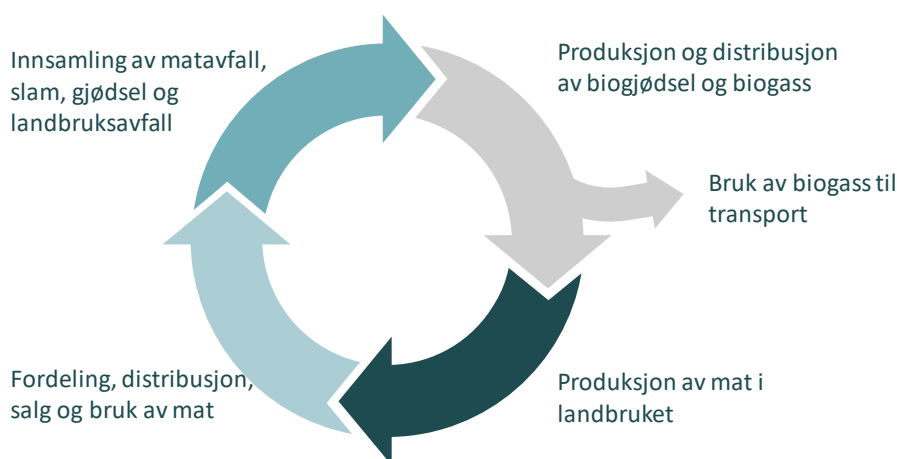 Innsamling av matavfall,
slam, gjødsel og
landbruksavfall
Produksjon og distribusjon
av biogjødsel og biogass
Bruk av biogass til
transport
Produksjon av mat i
landbruket
Fordeling, distribusjon,
salg og bruk av mat